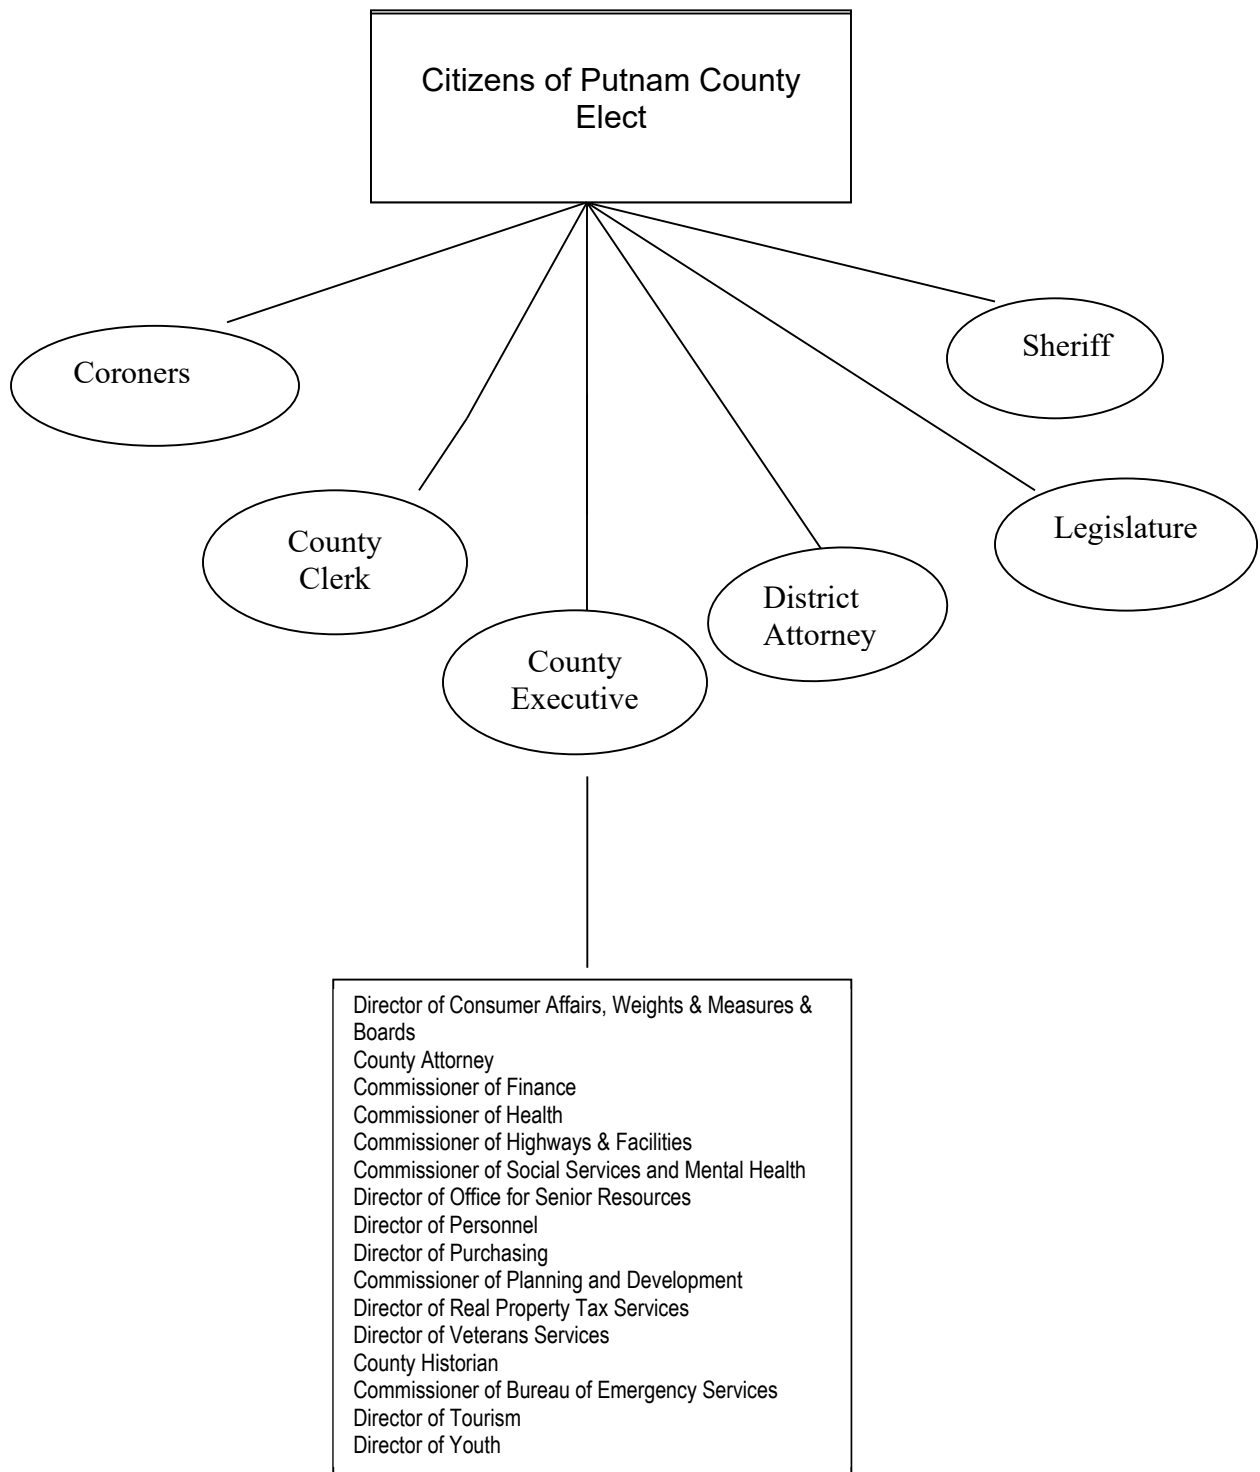 Citizens of Putnam County
Elect
Coroners
Sheriff
County
Clerk
Legislature
District
Attorney
County
Executive
Director of Consumer Affairs, Weights & Measures &
Boards
County Attorney
Commissioner of Finance
Commissioner of Health
Commissioner of Highways & Facilities
Commissioner of Social Services and Mental Health
Director of Office for Senior Resources
Director of Personnel
Director of Purchasing
Commissioner of Planning and Development
Director of Real Property Tax Services
Director of Veterans Services
County Historian
Commissioner of Bureau of Emergency Services
Director of Tourism
Director of Youth